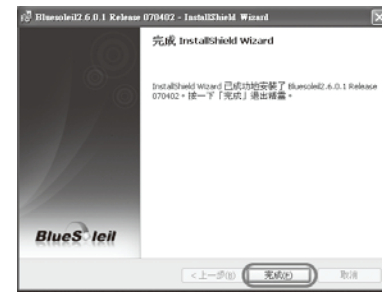 Bluesoleil2.6.0.1 Release 070402 - InstallShield Wizard
完成 InstallShield Wizard
InstallShield Wizard 已成功地安裝了 Bluesoleil2.6.0.1 Release
070402。按一下「完成」退出精靈。
BlueSoleil
<上一步(B)
完成(F)
取消